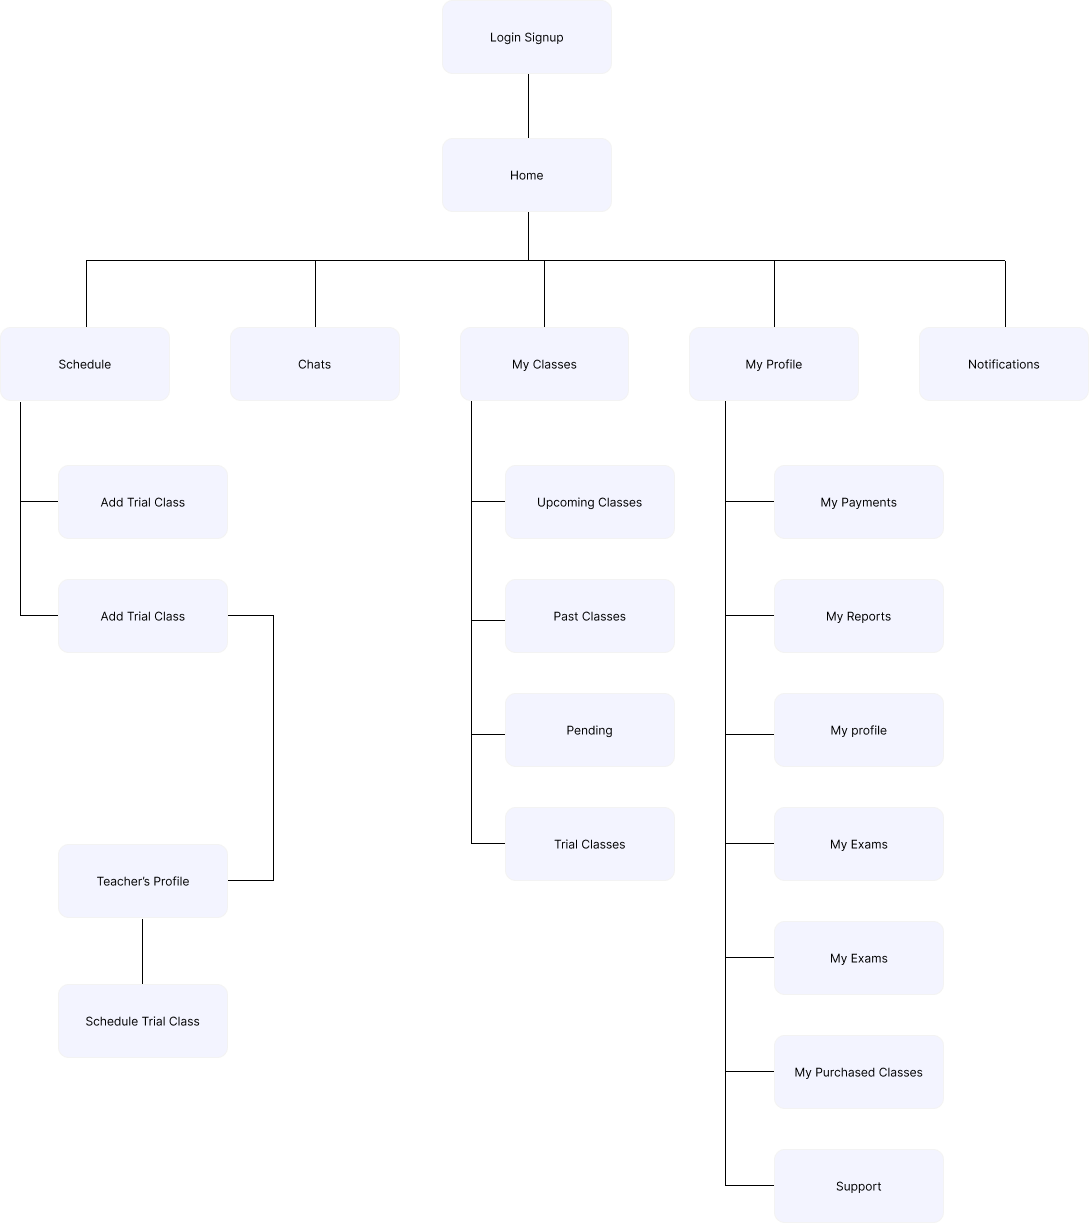 Login Signup
Home
Schedule
Chats
My Classes
My Profile
Notifications
Add Trial Class
Upcoming Classes
My Payments
Add Trial Class
Past Classes
My Reports
Pending
My profile
Trial Classes
My Exams
Teacher’s Profile
My Exams
Schedule Trial Class
My Purchased Classes
Support